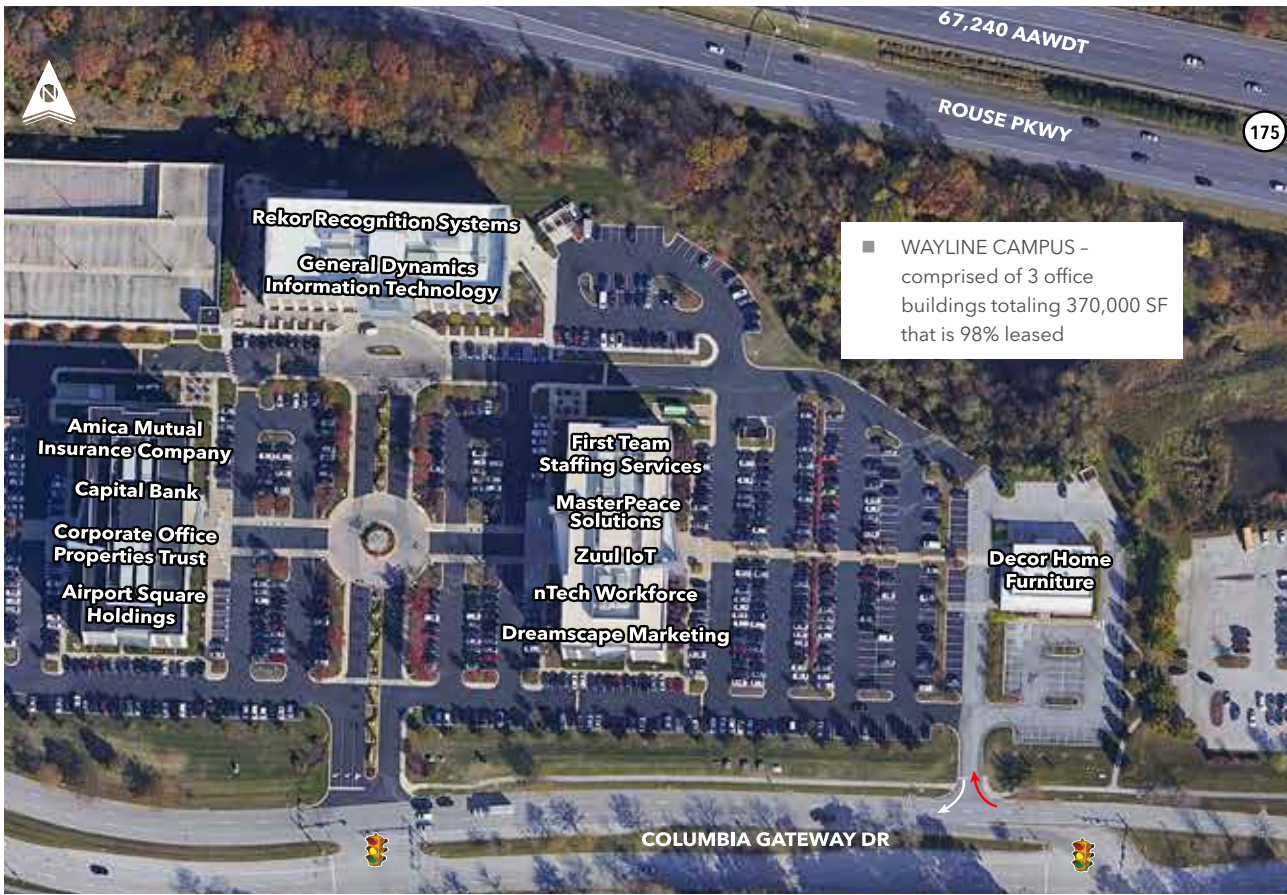 67,240 AAWDT
ROUSE PKWY
175
N
Rekor Recognition Systems
General Dynamics
Information Technology
■ WAYLINE CAMPUS –
comprised of 3 office
buildings totaling 370,000 SF
that is 98% leased
Amica Mutual
Insurance Company
Capital Bank
Corporate Office
Properties Trust
Airport Square
Holdings
First Team
Staffing Services
MasterPeace
Solutions
Zuul IoT
nTech Workforce
Dreamscape Marketing
Decor Home
Furniture
COLUMBIA GATEWAY DR